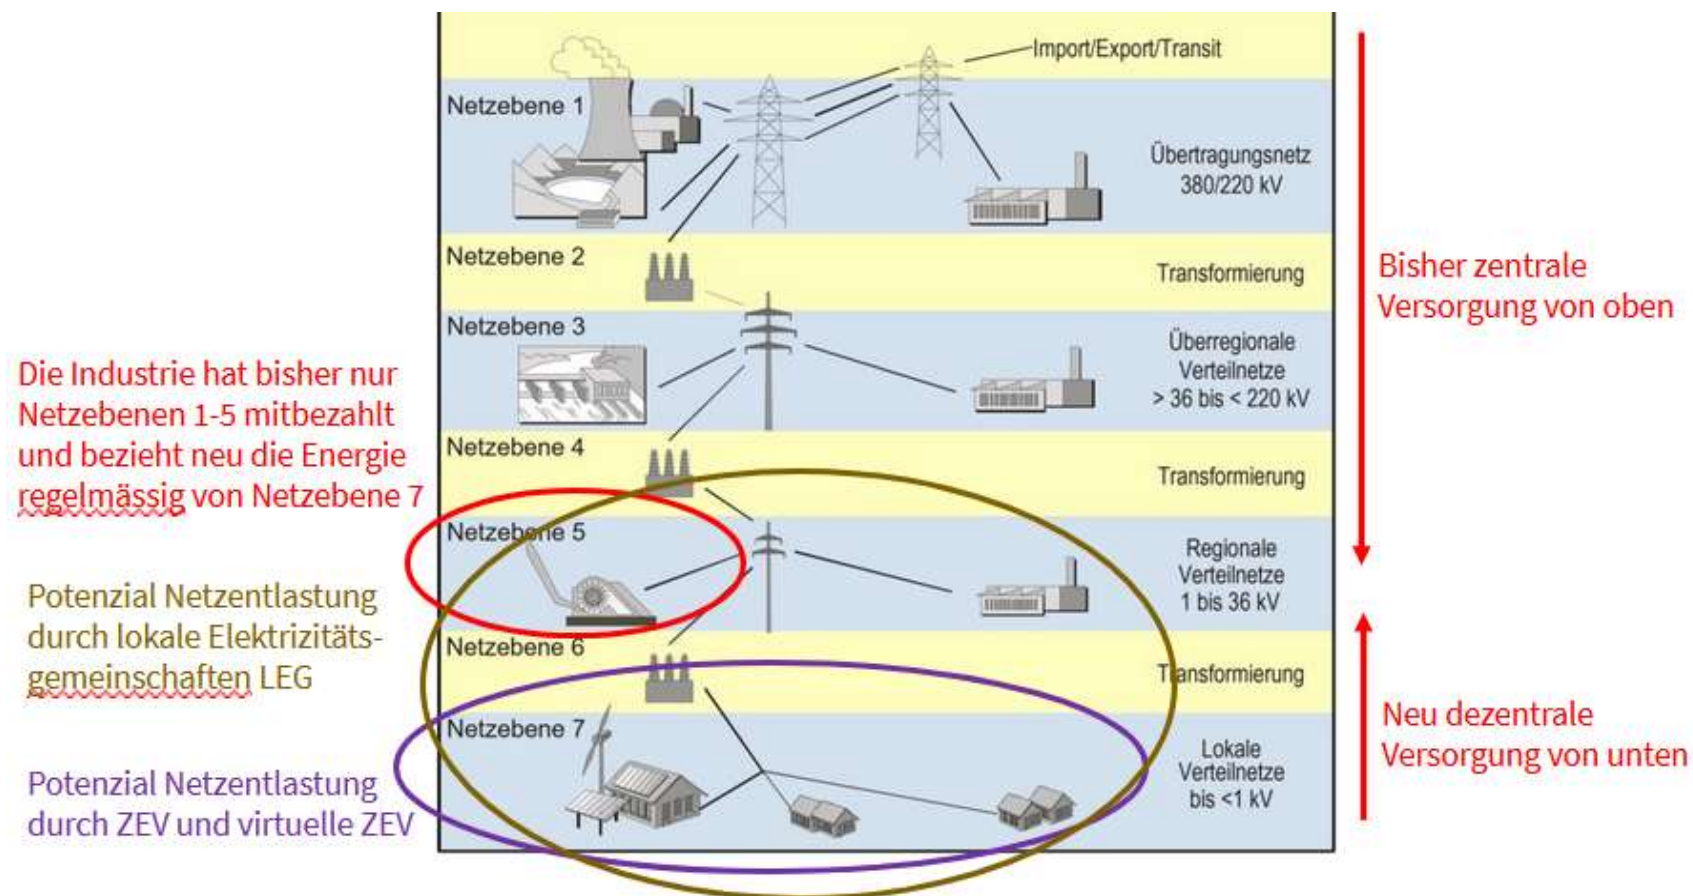 Import/Export/Transit
Netzebene 1
Übertragungsnetz
380/220 kV
Netzebene 2
Transformierung
Bisher zentrale
Versorgung von oben
Netzebene 3
Überregionale
Verteilnetze
> 36 bis < 220 kV
Die Industrie hat bisher nur
Netzebenen 1-5 mitbezahlt
und bezieht neu die Energie
regelmässig von Netzebene 7
Netzebene 4
Transformierung
Netzebene 5
Regionale
Verteilnetze
1 bis 36 kV
Potenzial Netzentlastung
durch lokale Elektrizitäts-
gemeinschaften LEG
Netzebene 6
Transformierung
Neu dezentrale
Versorgung von unten
Netzebene 7
Lokale
Verteilnetze
bis <1 kV
Potenzial Netzentlastung
durch ZEV und virtuelle ZEV